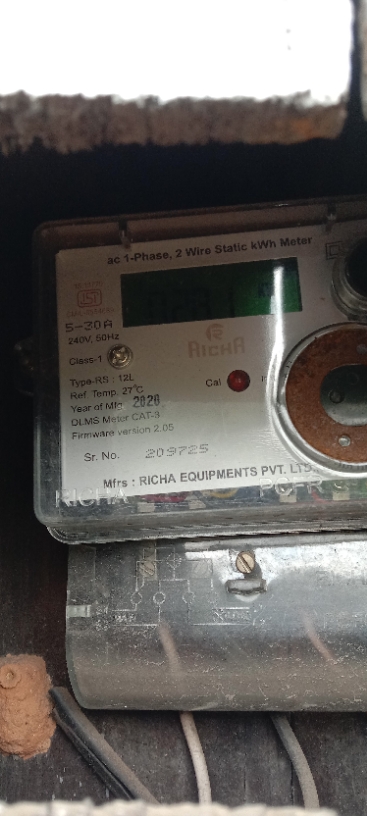 ac 1-Phase, 2 Wire Static kWh Meter
ISI
5-30A
240V, 50Hz
RICHA
Class-1
Cal
Type-RS : 12L
Ref. Temp. 27°C
Year of Mfg. 2020
DLMS Meter CAT-3
Firmware version 2.05
Sr. No. 209725
Mfrs : RICHA EQUIPMENTS PVT. LTD.
RICHA